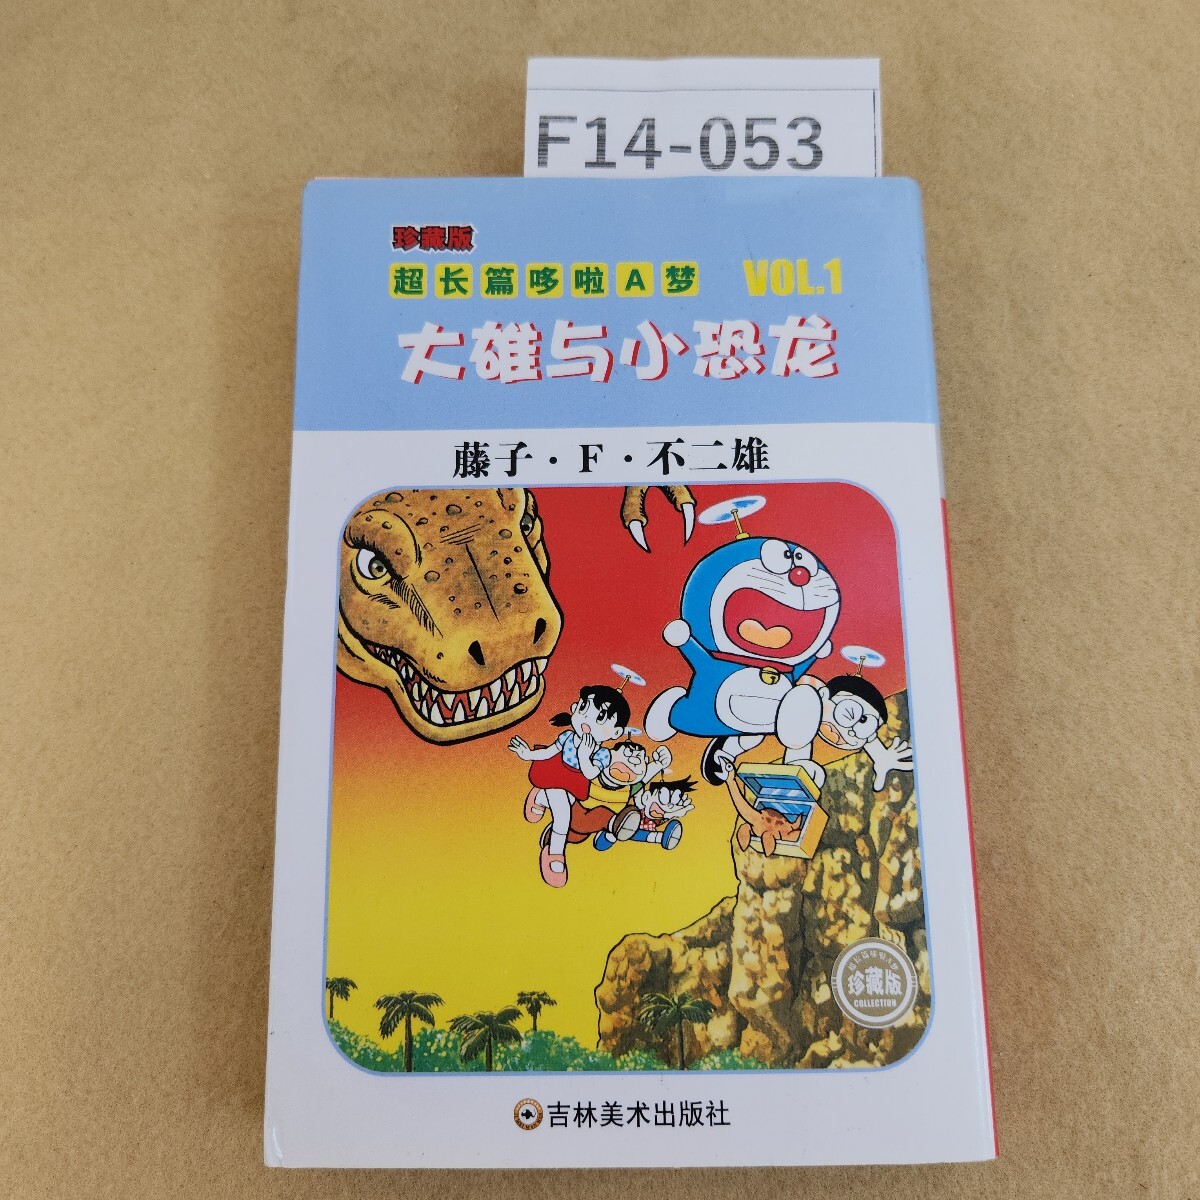 F14-053
珍藏版
超长篇哆啦A梦 VOL.1
大雄与小恐龙
藤子·F·不二雄
珍藏版
COLLECTION
吉林美术出版社